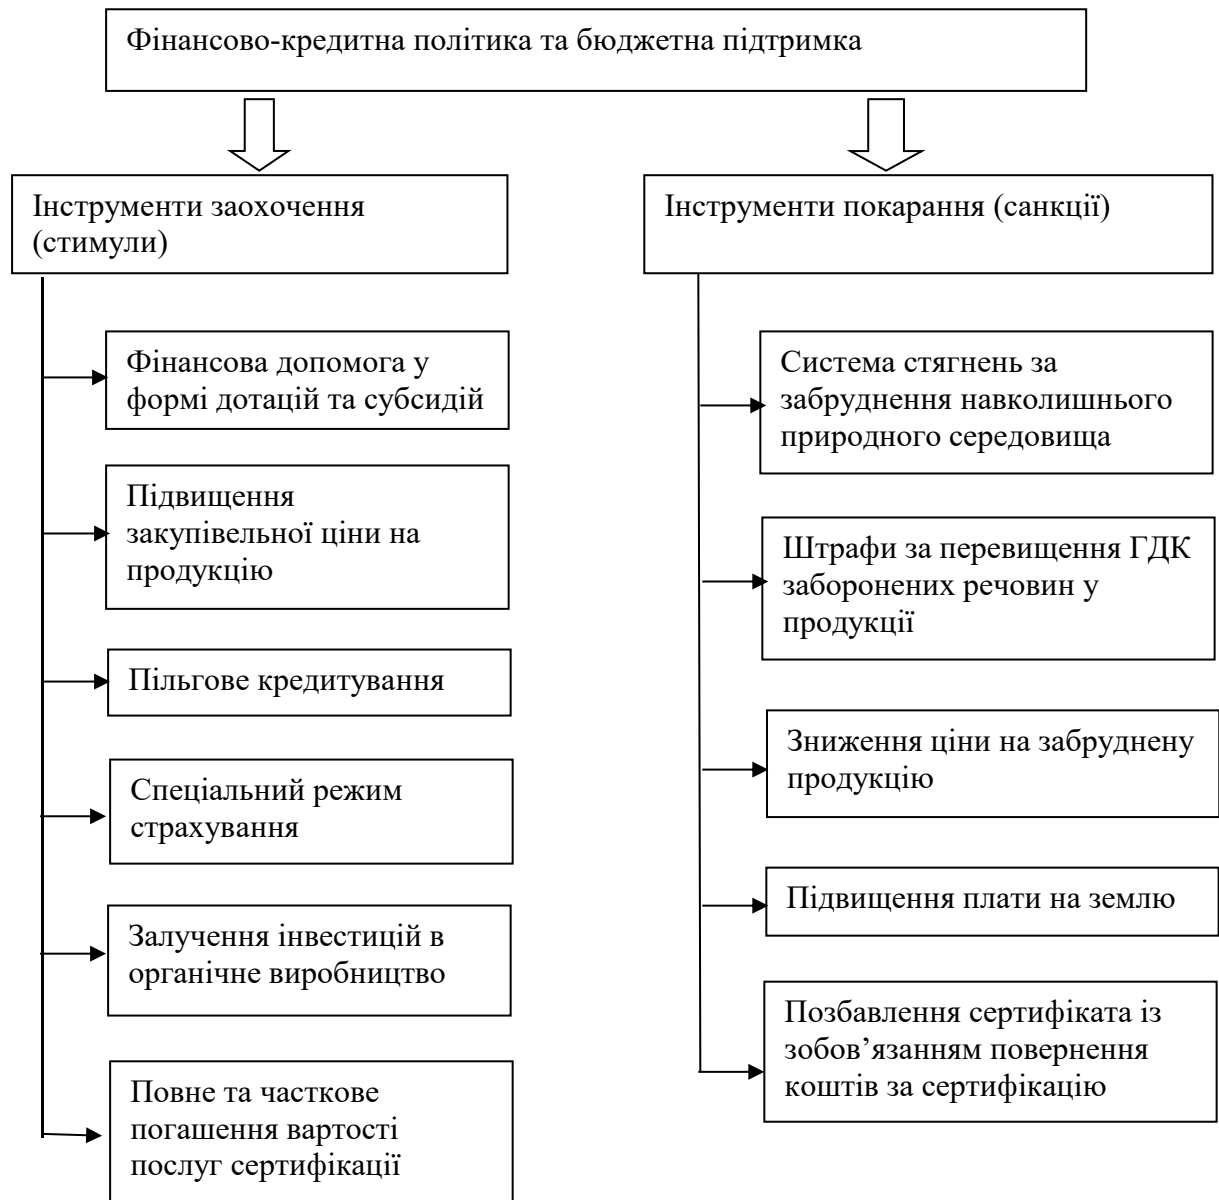 Фінансово-кредитна політика та бюджетна підтримка
Інструменти заохочення
(стимули)
Фінансова допомога у
формі дотацій та субсидій
Підвищення
закупівельної ціни на
продукцію
Пільгове кредитування
Спеціальний режим
страхування
Залучення інвестицій в
органічне виробництво
Повне та часткове
погашення вартості
послуг сертифікації
Інструменти покарання (санкції)
Система стягнень за
забруднення навколишнього
природного середовища
Штрафи за перевищення ГДК
заборонених речовин у
продукції
Зниження ціни на забруднену
продукцію
Підвищення плати на землю
Позбавлення сертифіката із
зобов’язанням повернення
коштів за сертифікацію